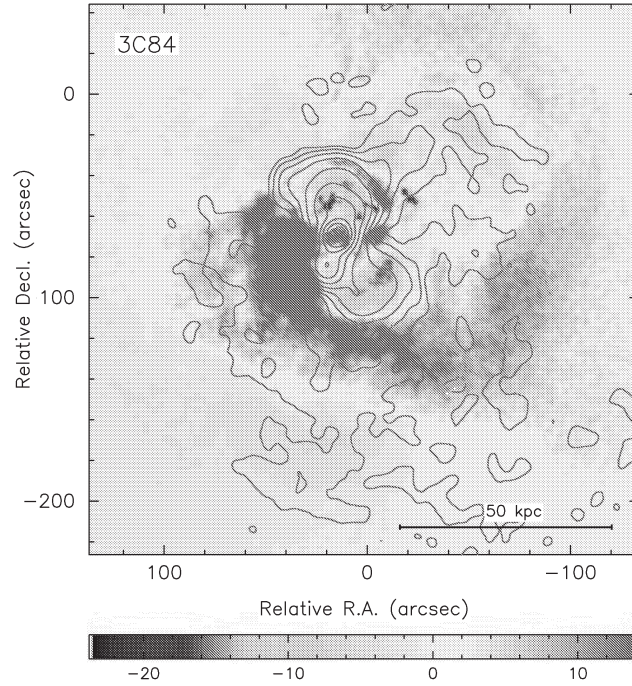 3C84
0
100
−200
Relative Decl. (arcsec)
50 kpc
100 0 −100
Relative R.A. (arcsec)
−20 −10 0 10